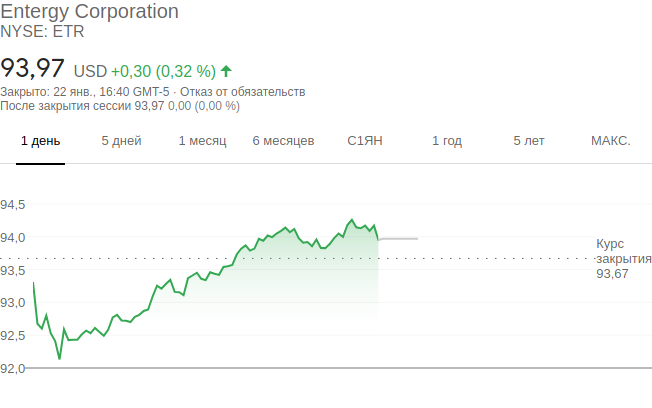 Entergy Corporation
NYSE: ETR
93,97 USD +0,30 (0,32 %)
Закрыто: 22 янв., 16:40 GMT-5 · Отказ от обязательств
После закрытия сессии 93,97 0,00 (0,00 %)
1 день 5 дней 1 месяц 6 месяцев С1ЯН 1 год 5 лет МАКС.
94,5
94,0
Курс
закрытия
93,67
93,5
93,0
92,5
92,0